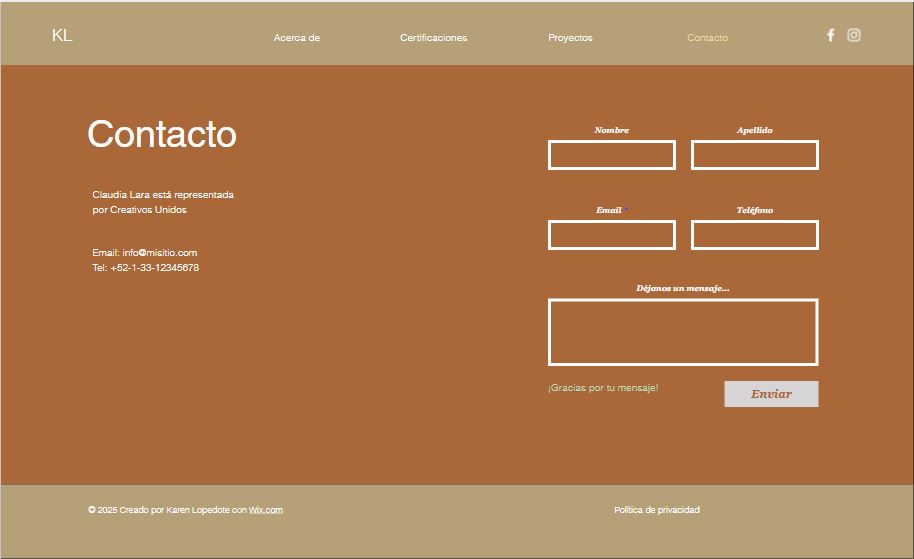 KL
Acerca de
Certificaciones
Proyectos
Contacto
Contacto
Claudia Lara está representada
por Creativos Unidos
Email: info@misitio.com
Tel: +52-1-33-12345678
Nombre
Apellido
Email *
Teléfono
Déjanos un mensaje...
¡Gracias por tu mensaje!
Enviar
© 2025 Creado por Karen Lopedote con Wix.com
Política de privacidad